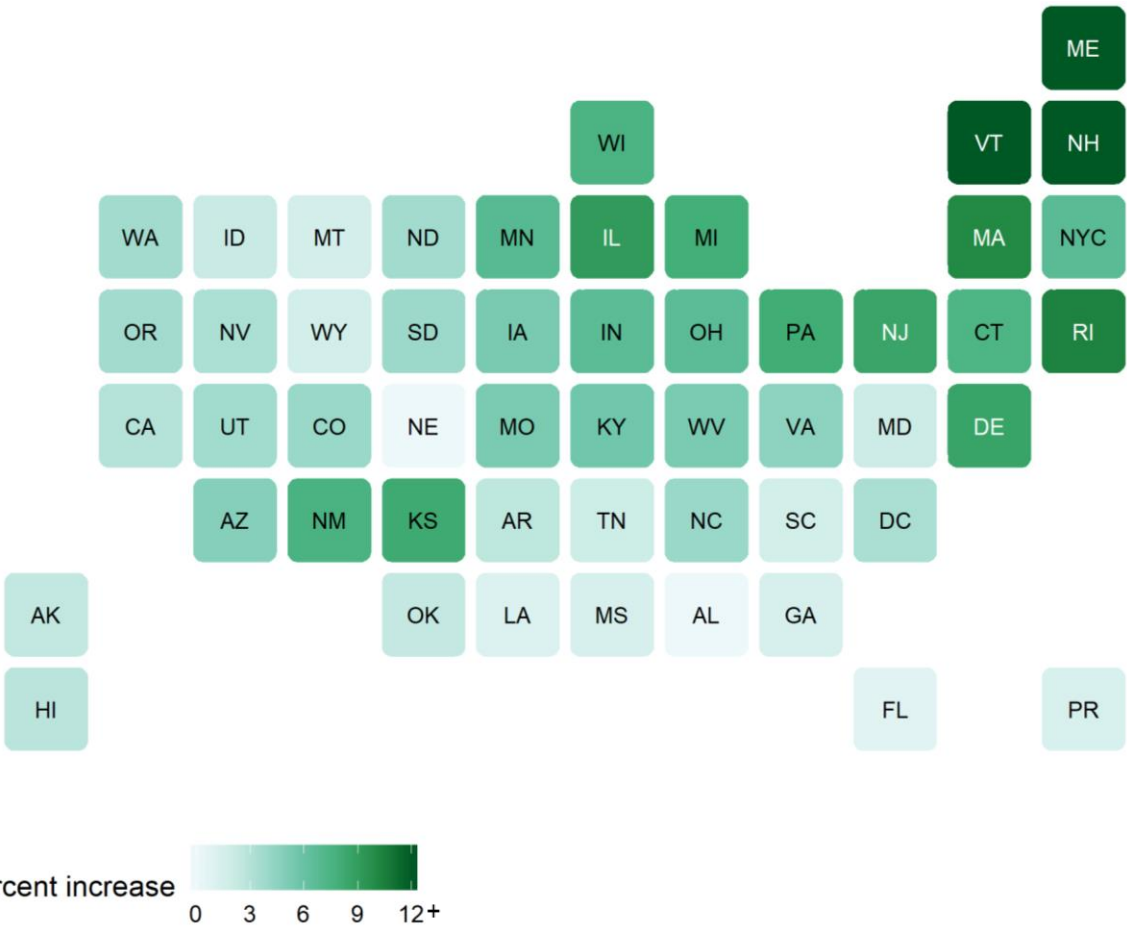 ME
WI VT NH
WA ID MT ND MN IL MI MA NYC
OR NV WY SD IA IN OH PA NJ CT RI
CA UT CO NE MO KY WV VA MD DE
AZ NM KS AR TN NC SC DC
AK OK LA MS AL GA
HI FL PR
rcent increase
0 3 6 9 12+